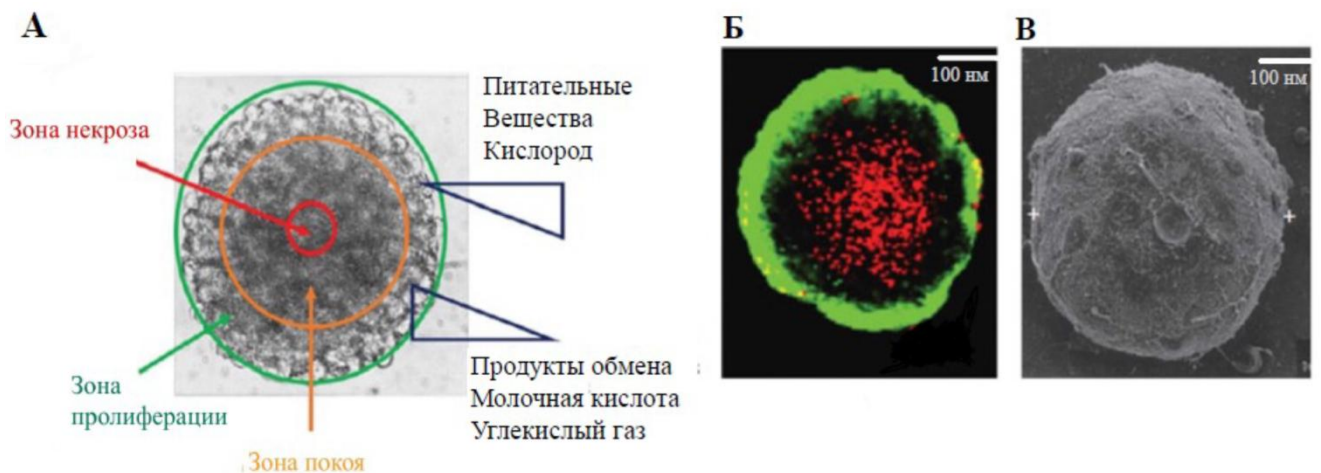 А
Зона некроза
Питательные
Вещества
Кислород
Зона
пролиферации
Зона покоя
Продукты обмена
Молочная кислота
Углекислый газ
Б
100 нм
В
100 нм